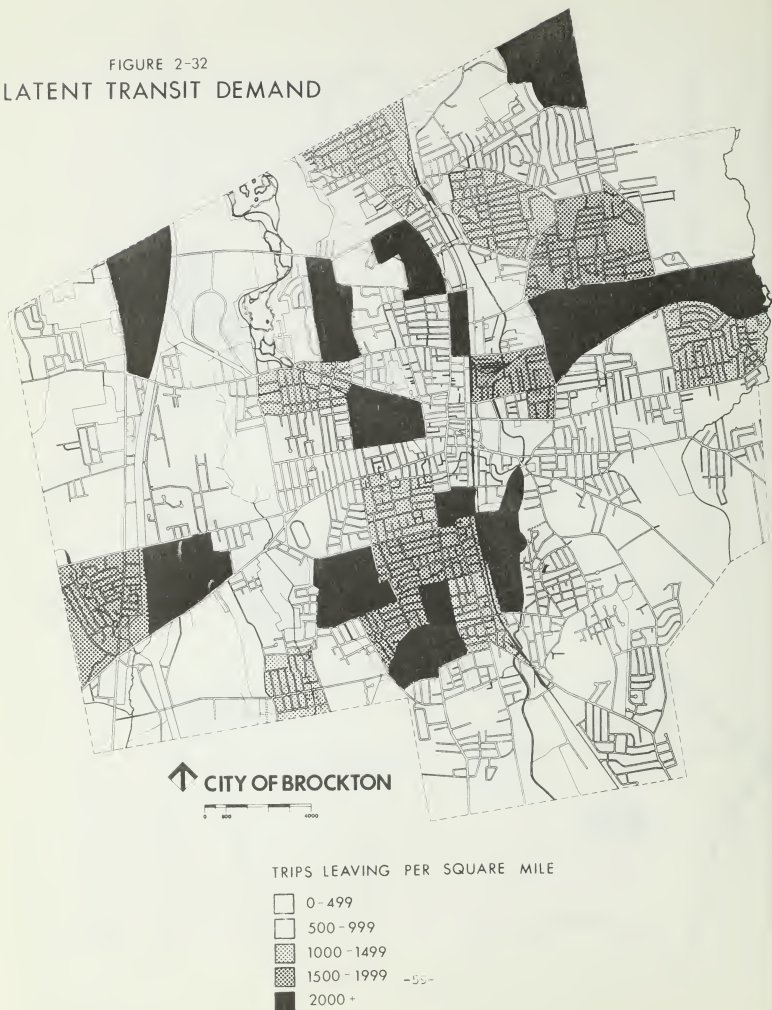 FIGURE 2-32
LATENT TRANSIT DEMAND
CITY OF BROCKTON
0 800 4000
TRIPS LEAVING PER SQUARE MILE
0-499
500-999
1000-1499
1500-1999 -55-
2000+